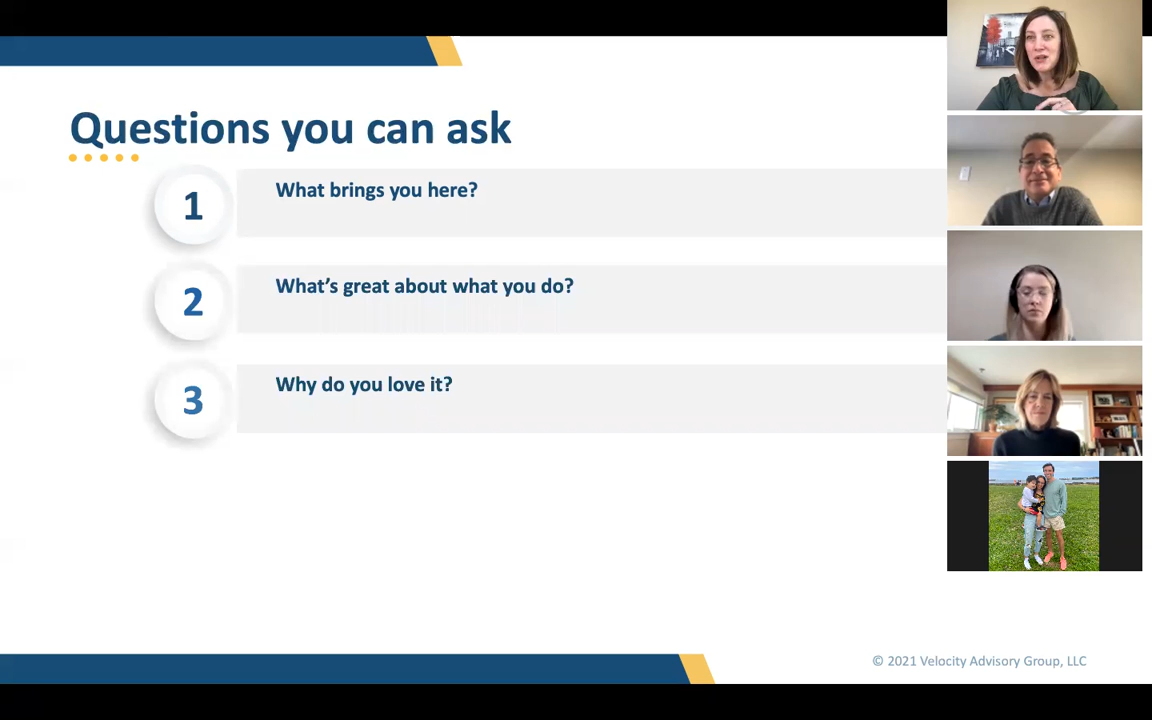 Questions you can ask
1
What brings you here?
2
What's great about what you do?
3
Why do you love it?
© 2021 Velocity Advisory Group, LLC